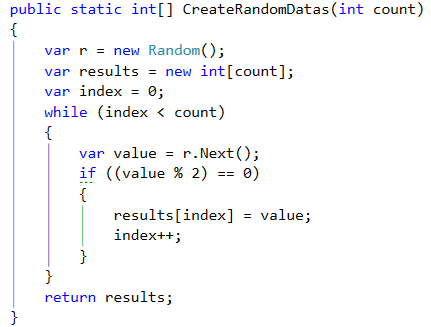 public static int[] CreateRandomDatas(int count)
{
    var r = new Random();
    var results = new int[count];
    var index = 0;
    while (index < count)
    {
        var value = r.Next();
        if ((value % 2) == 0)
        {
            results[index] = value;
            index++;
        }
    }
    return results;
}